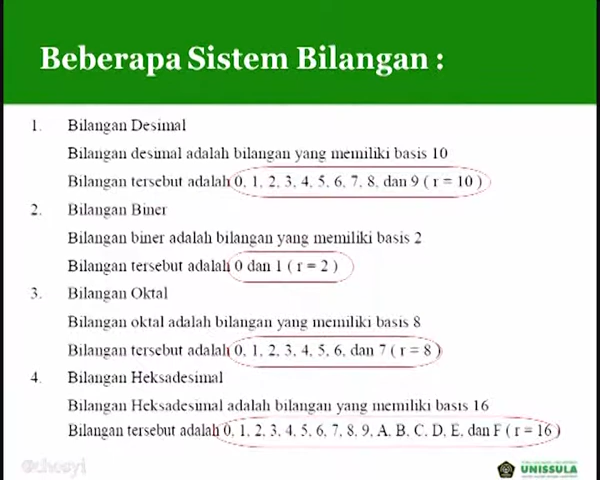 Beberapa Sistem Bilangan :
1. Bilangan Desimal
Bilangan desimal adalah bilangan yang memiliki basis 10
Bilangan tersebut adalah 0, 1, 2, 3, 4, 5, 6, 7, 8, dan 9 ( r = 10 )
2. Bilangan Biner
Bilangan biner adalah bilangan yang memiliki basis 2
Bilangan tersebut adalah 0 dan 1 ( r = 2 )
3. Bilangan Oktal
Bilangan oktal adalah bilangan yang memiliki basis 8
Bilangan tersebut adalah 0, 1, 2, 3, 4, 5, 6, dan 7 ( r = 8 )
4. Bilangan Heksadesimal
Bilangan Heksadesimal adalah bilangan yang memiliki basis 16
Bilangan tersebut adalah 0, 1, 2, 3, 4, 5, 6, 7, 8, 9, A, B, C, D, E, dan F ( r = 16 )
UNISSULA